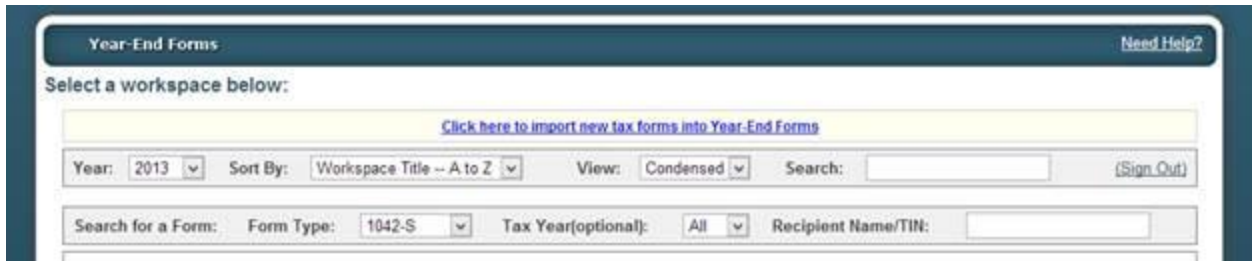 Year-End Forms Need Help?
Select a workspace below:
Click here to import new tax forms into Year-End Forms
Year: 2013 Sort By: Workspace Title -- A to Z View: Condensed Search: (Sign Out)
Search for a Form: Form Type: 1042-S Tax Year(optional): All Recipient Name/TIN: